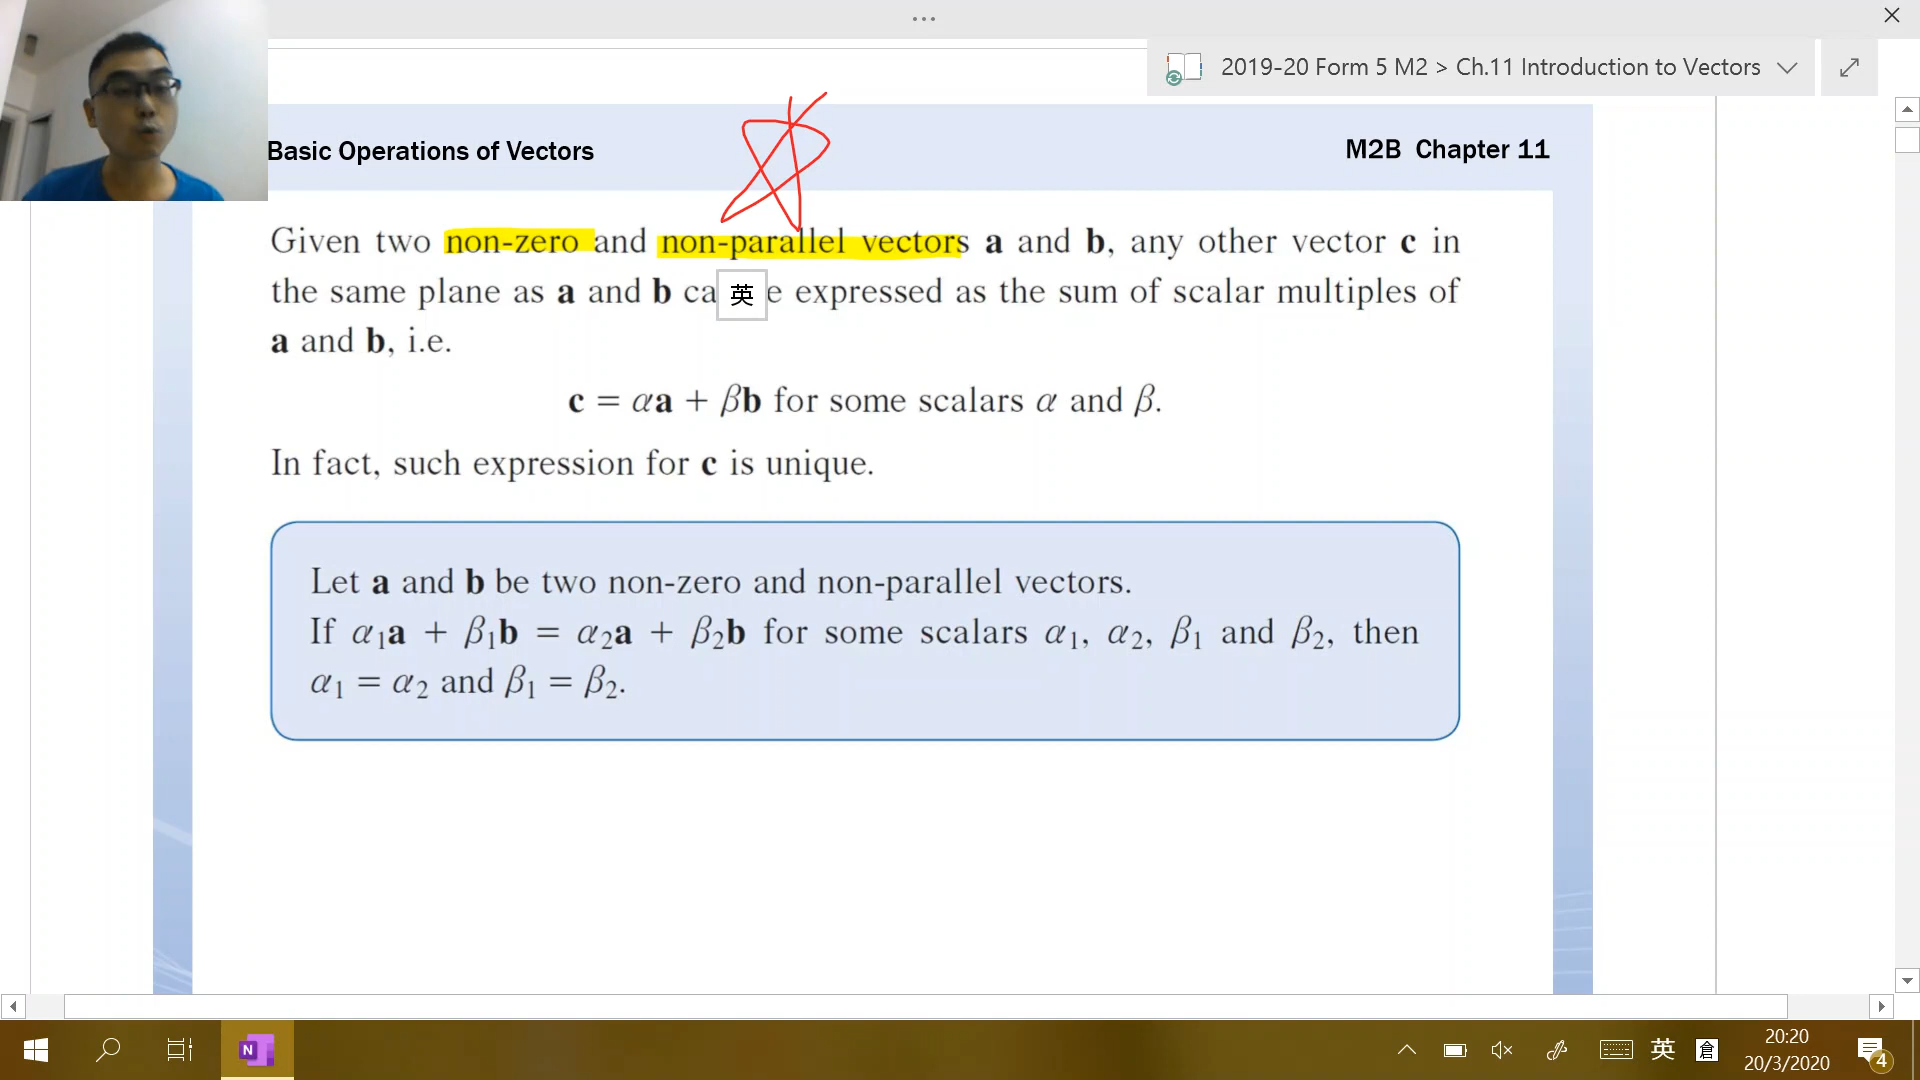 2019-20 Form 5 M2 > Ch.11 Introduction to Vectors
Basic Operations of Vectors
M2B Chapter 11
Given two non-zero and non-parallel vectors a and b, any other vector c in
the same plane as a and b ca 英 e expressed as the sum of scalar multiples of
a and b, i.e.
c = αa + βb for some scalars α and β.
In fact, such expression for c is unique.
Let a and b be two non-zero and non-parallel vectors.
If α₁a + β₁b = α₂a + β₂b for some scalars α₁, α₂, β₁ and β₂, then
α₁ = α₂ and β₁ = β₂.
N
英
倉
20:20
20/3/2020
4